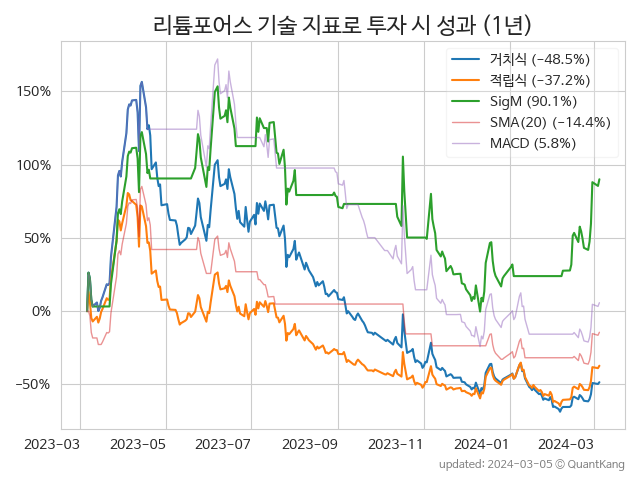 리튬포어스 기술 지표로 투자 시 성과 (1년)
거치식 (−48.5%)
적립식 (−37.2%)
SigM (90.1%)
SMA(20) (−14.4%)
MACD (5.8%)
150%
100%
50%
0%
−50%
2023-03 2023-05 2023-07 2023-09 2023-11 2024-01 2024-03
updated: 2024-03-05 ⓒ QuantKang